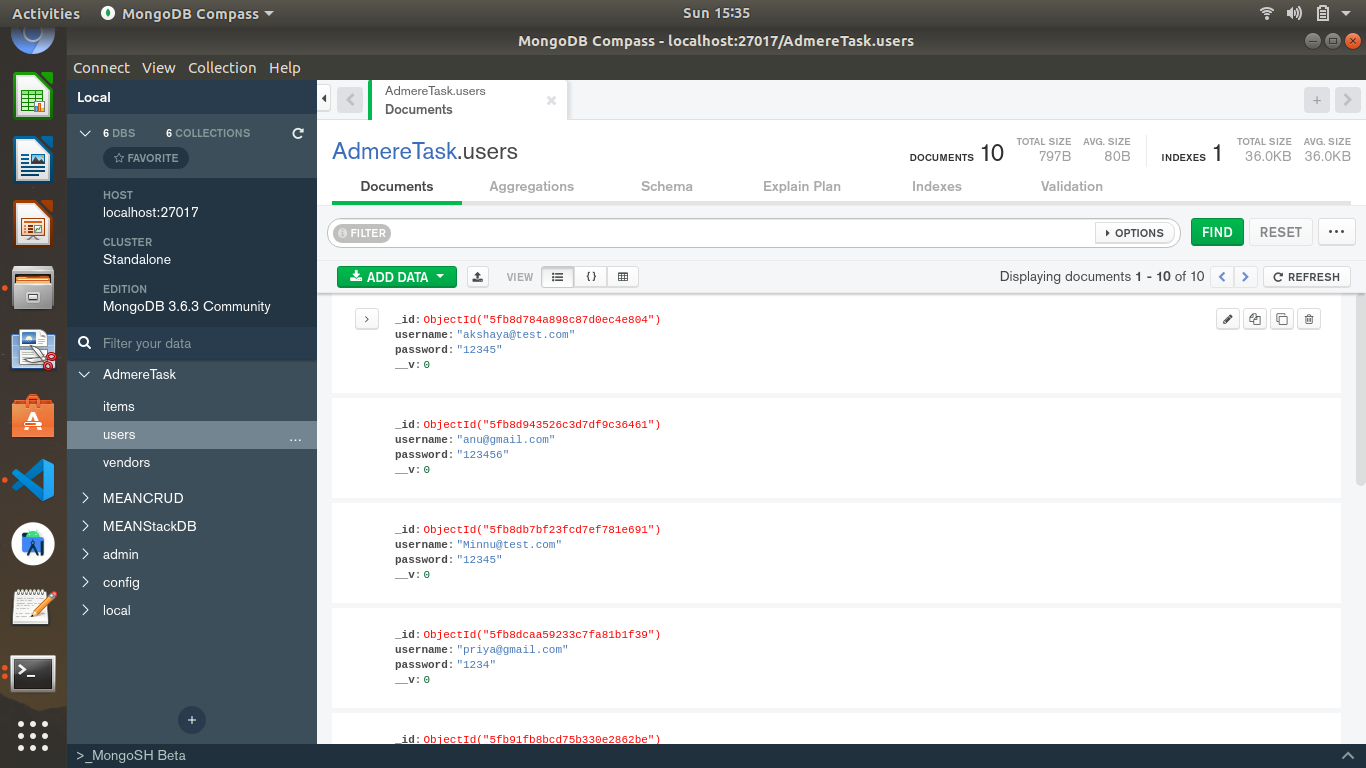 Activities MongoDB Compass Sun 15:35
MongoDB Compass - localhost:27017/AdmereTask.users
Connect View Collection Help
Local
6 DBS 6 COLLECTIONS
FAVORITE
HOST
localhost:27017
CLUSTER
Standalone
EDITION
MongoDB 3.6.3 Community
Filter your data
AdmereTask
items
users ...
vendors
MEANCRUD
MEANStackDB
admin
config
local
AdmereTask.users
Documents
AdmereTask.users
DOCUMENTS 10 TOTAL SIZE 797B AVG. SIZE 80B INDEXES 1 TOTAL SIZE 36.0KB AVG. SIZE 36.0KB
Documents Aggregations Schema Explain Plan Indexes Validation
FILTER OPTIONS FIND RESET ...
ADD DATA VIEW {} Displaying documents 1 - 10 of 10 < > REFRESH
_id: ObjectId("5fb8d784a898c87d0ec4e804")
username: "akshaya@test.com"
password: "12345"
__v: 0
_id: ObjectId("5fb8d943526c3d7df9c36461")
username: "anu@gmail.com"
password: "123456"
__v: 0
_id: ObjectId("5fb8db7bf23fcd7ef781e691")
username: "Minnu@test.com"
password: "12345"
__v: 0
_id: ObjectId("5fb8dcaa59233c7fa81b1f39")
username: "priya@gmail.com"
password: "1234"
__v: 0
_id: ObjectId("5fb91fb8bcd75b330e2862be")
>_MongoSH Beta